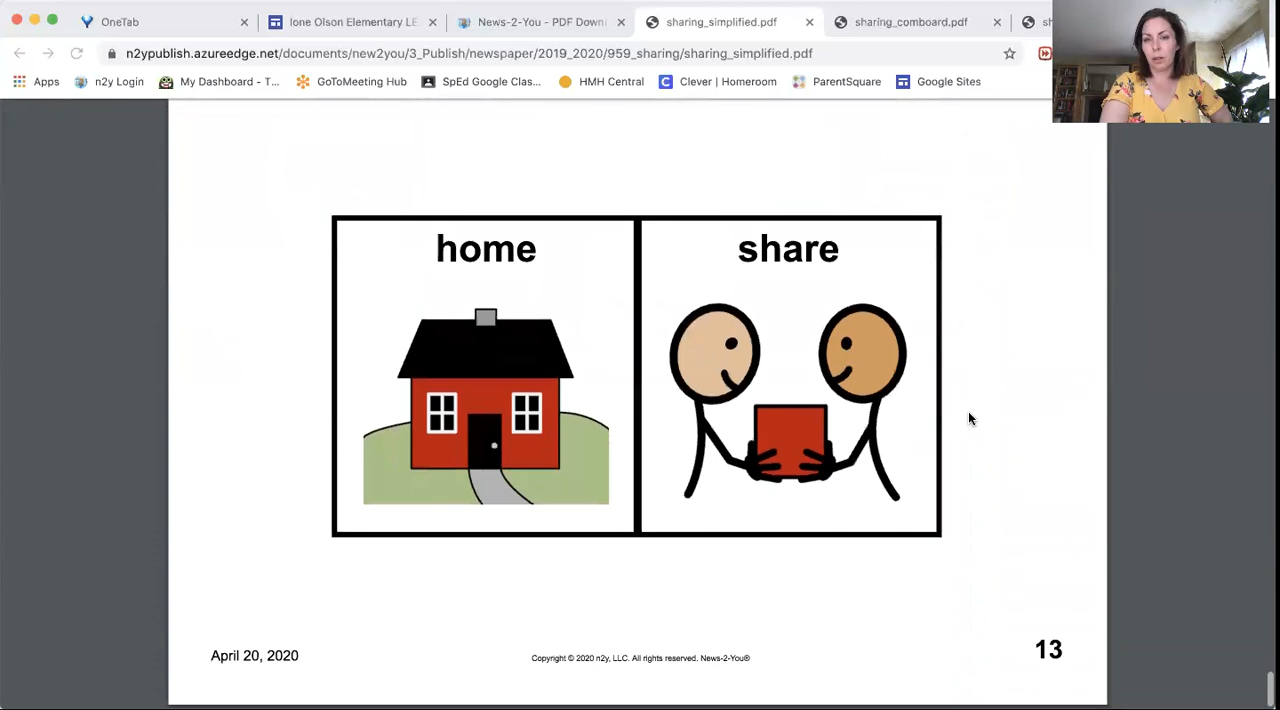 OneTab
Ione Olson Elementary LE
News-2-You - PDF Down
sharing_simplified.pdf
sharing_comboard.pdf
sh
n2ypublish.azureedge.net/documents/new2you/3_Publish/newspaper/2019_2020/959_sharing/sharing_simplified.pdf
Apps n2y Login My Dashboard - T... GoToMeeting Hub SpEd Google Clas... HMH Central Clever | Homeroom ParentSquare Google Sites
home
share
April 20, 2020
Copyright © 2020 n2y, LLC. All rights reserved. News-2-You®
13